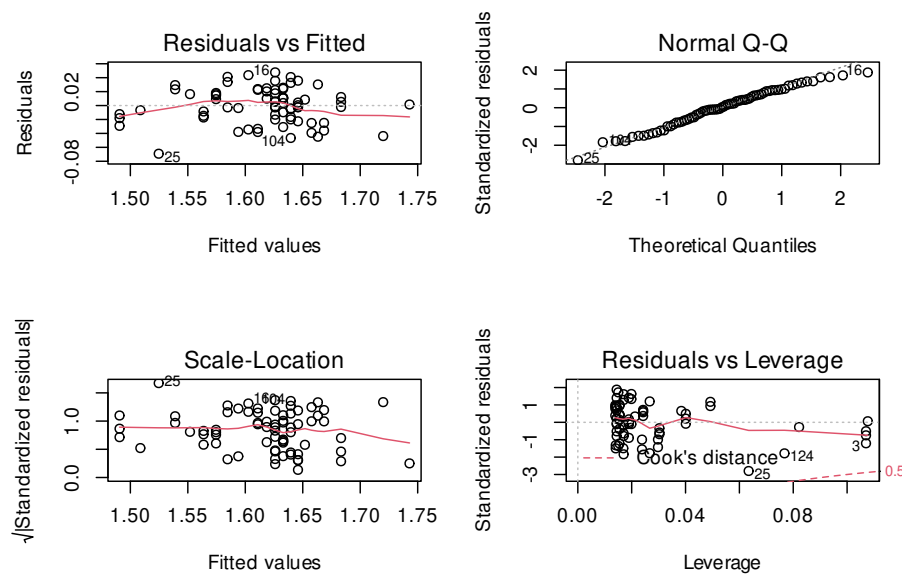 Residuals vs Fitted
Residuals
0.02
-0.08
16
104
25
1.50 1.55 1.60 1.65 1.70 1.75
Fitted values
Normal Q-Q
Standardized residuals
2
0
-2
16
25
-2 -1 0 1 2
Theoretical Quantiles
Scale-Location
√|Standardized residuals|
1.0
0.0
25
16
104
1.50 1.55 1.60 1.65 1.70 1.75
Fitted values
Residuals vs Leverage
Standardized residuals
1
-1
-3
3
124
25
Cook's distance
0.5
0.00 0.04 0.08
Leverage